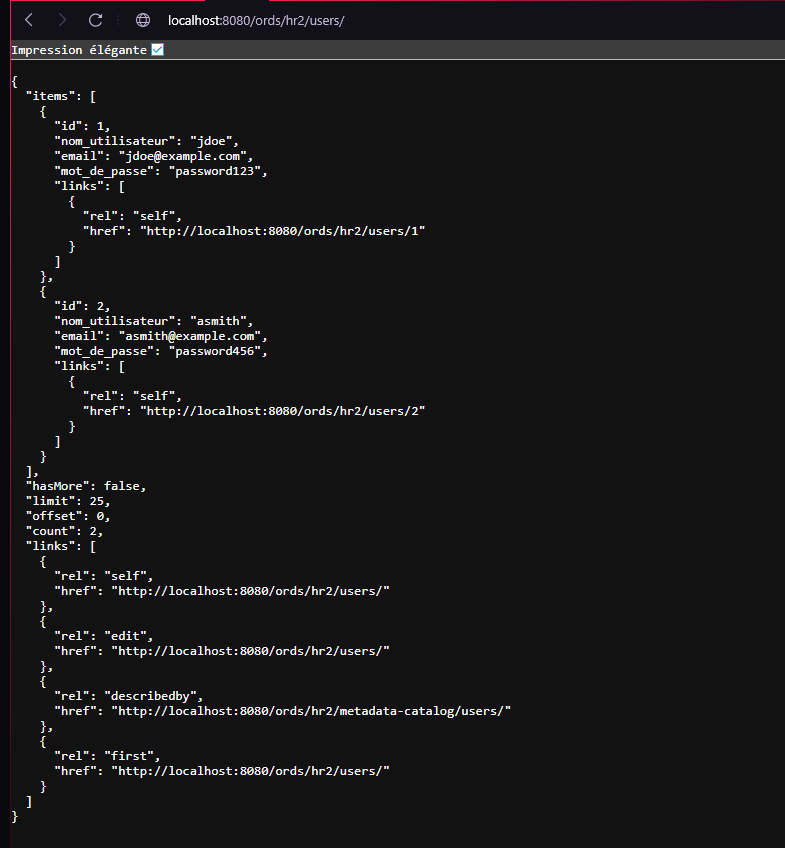 localhost:8080/ords/hr2/users/
Impression élégante
{
  "items": [
    {
      "id": 1,
      "nom_utilisateur": "jdoe",
      "email": "jdoe@example.com",
      "mot_de_passe": "password123",
      "links": [
        {
          "rel": "self",
          "href": "http://localhost:8080/ords/hr2/users/1"
        }
      ]
    },
    {
      "id": 2,
      "nom_utilisateur": "asmith",
      "email": "asmith@example.com",
      "mot_de_passe": "password456",
      "links": [
        {
          "rel": "self",
          "href": "http://localhost:8080/ords/hr2/users/2"
        }
      ]
    }
  ],
  "hasMore": false,
  "limit": 25,
  "offset": 0,
  "count": 2,
  "links": [
    {
      "rel": "self",
      "href": "http://localhost:8080/ords/hr2/users/"
    },
    {
      "rel": "edit",
      "href": "http://localhost:8080/ords/hr2/users/"
    },
    {
      "rel": "describedby",
      "href": "http://localhost:8080/ords/hr2/metadata-catalog/users/"
    },
    {
      "rel": "first",
      "href": "http://localhost:8080/ords/hr2/users/"
    }
  ]
}